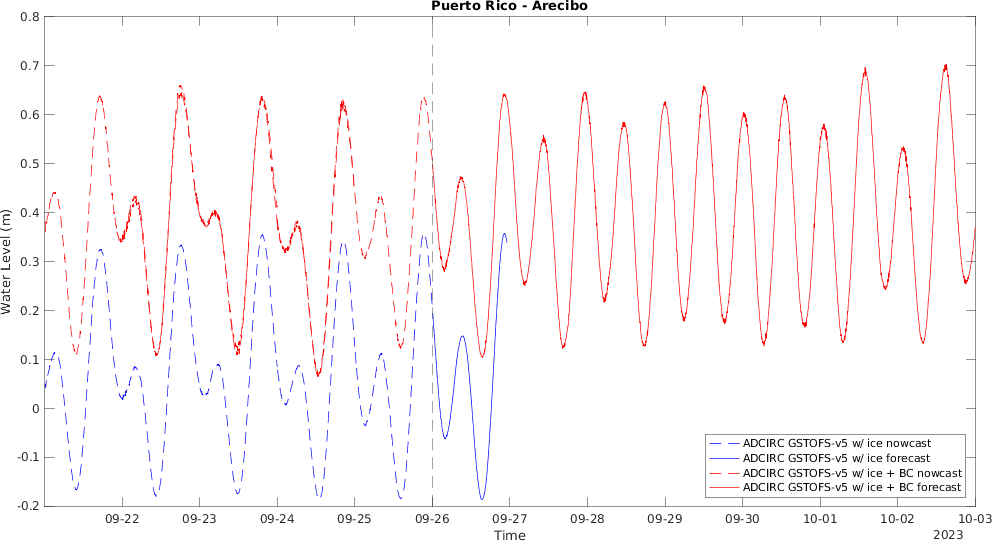 Puerto Rico - Arecibo
0.8
0.7
0.6
0.5
0.4
0.3
0.2
0.1
0
-0.1
-0.2
Water Level (m)
ADCIRC GSTOFS-v5 w/ ice nowcast
ADCIRC GSTOFS-v5 w/ ice forecast
ADCIRC GSTOFS-v5 w/ ice + BC nowcast
ADCIRC GSTOFS-v5 w/ ice + BC forecast
09-22 09-23 09-24 09-25 09-26 09-27 09-28 09-29 09-30 10-01 10-02 10-03
Time
2023